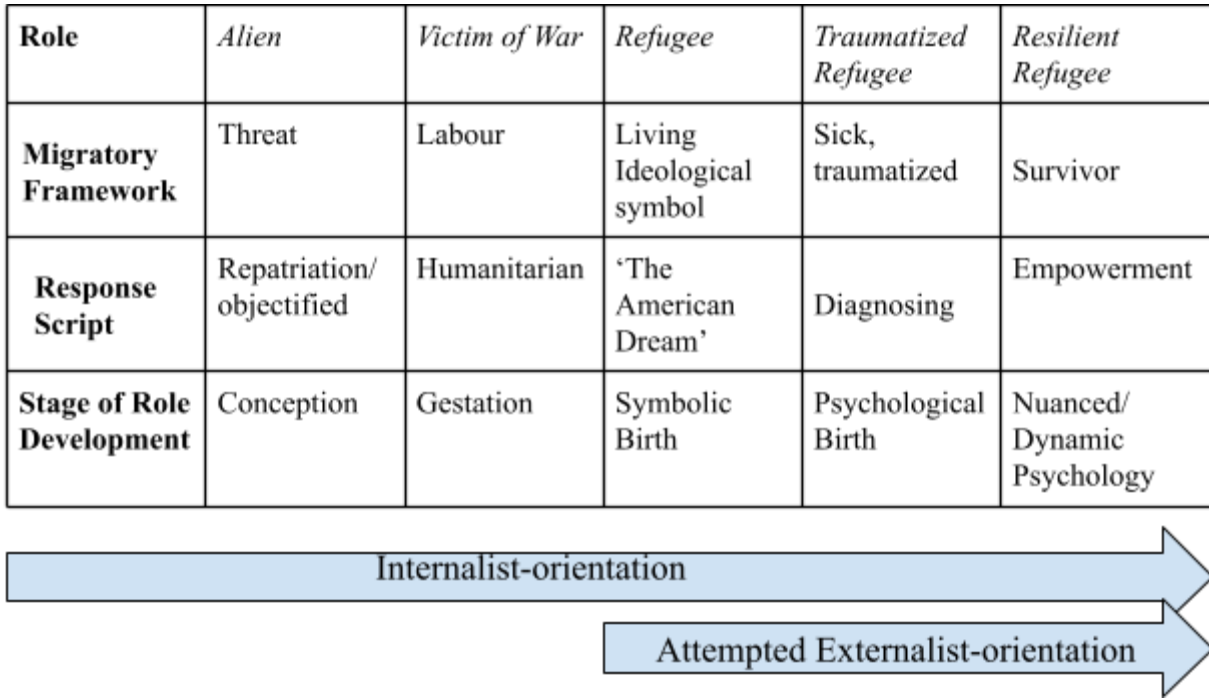 Role
Alien
Victim of War
Refugee
Traumatized
Refugee
Resilient
Refugee
Migratory
Framework
Threat
Labour
Living
Ideological
symbol
Sick,
traumatized
Survivor
Response
Script
Repatriation/
objectified
Humanitarian
‘The
American
Dream’
Diagnosing
Empowerment
Stage of Role
Development
Conception
Gestation
Symbolic
Birth
Psychological
Birth
Nuanced/
Dynamic
Psychology
Internalist-orientation
Attempted Externalist-orientation